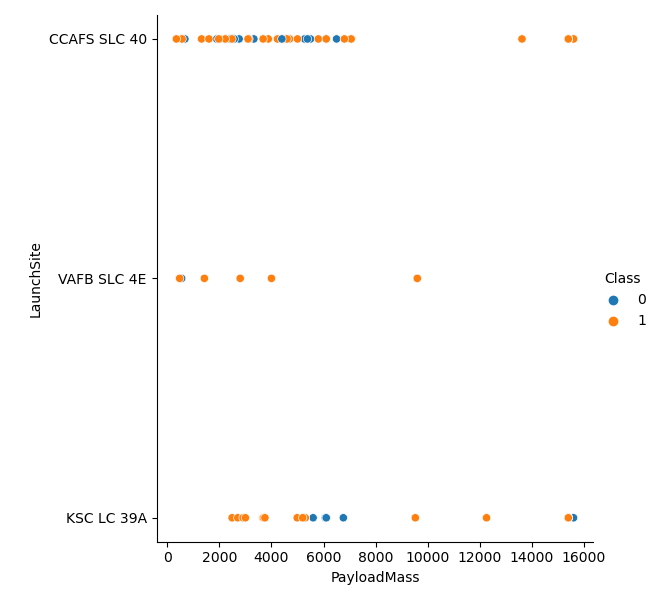 CCAFS SLC 40
VAFB SLC 4E
KSC LC 39A
LaunchSite
0 2000 4000 6000 8000 10000 12000 14000 16000
PayloadMass
Class
0
1